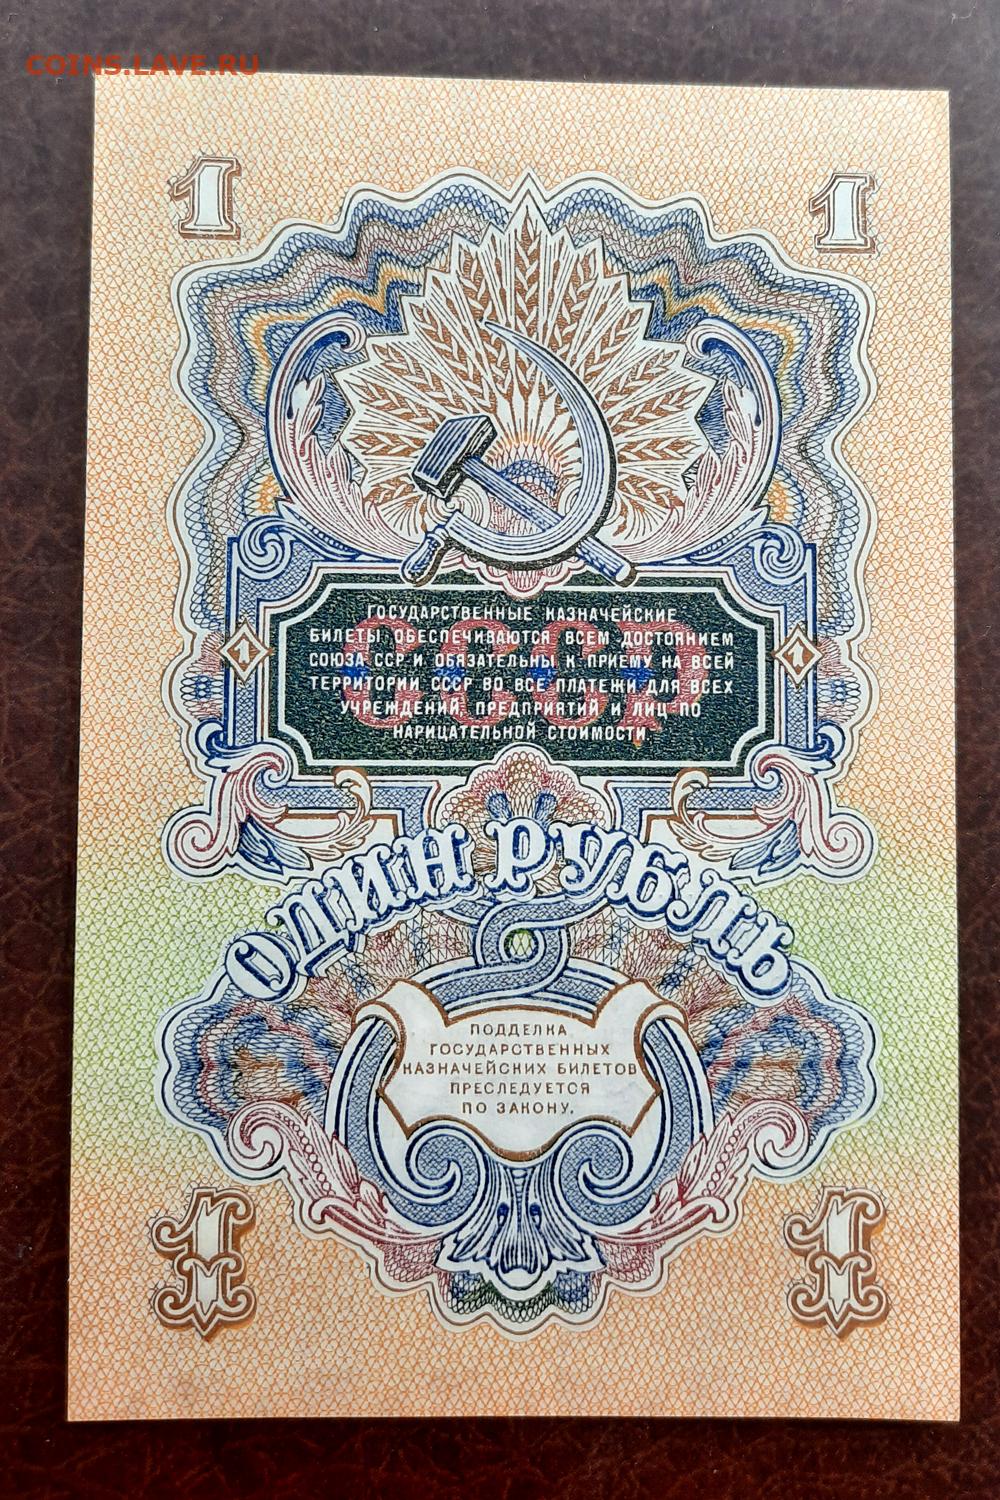 COINS.LAVE.RU
1 1
ГОСУДАРСТВЕННЫЕ КАЗНАЧЕЙСКИЕ
БИЛЕТЫ ОБЕСПЕЧИВАЮТСЯ ВСЕМ ДОСТОЯНИЕМ
СОЮЗА ССР И ОБЯЗАТЕЛЬНЫ К ПРИЕМУ НА ВСЕЙ
ТЕРРИТОРИИ СССР ВО ВСЕ ПЛАТЕЖИ ДЛЯ ВСЕХ
УЧРЕЖДЕНИЙ, ПРЕДПРИЯТИЙ И ЛИЦ ПО
НАРИЦАТЕЛЬНОЙ СТОИМОСТИ.
СССР
1 1
ОДИН РУБЛЬ
ПОДДЕЛКА
ГОСУДАРСТВЕННЫХ
КАЗНАЧЕЙСКИХ БИЛЕТОВ
ПРЕСЛЕДУЕТСЯ
ПО ЗАКОНУ.
1 1